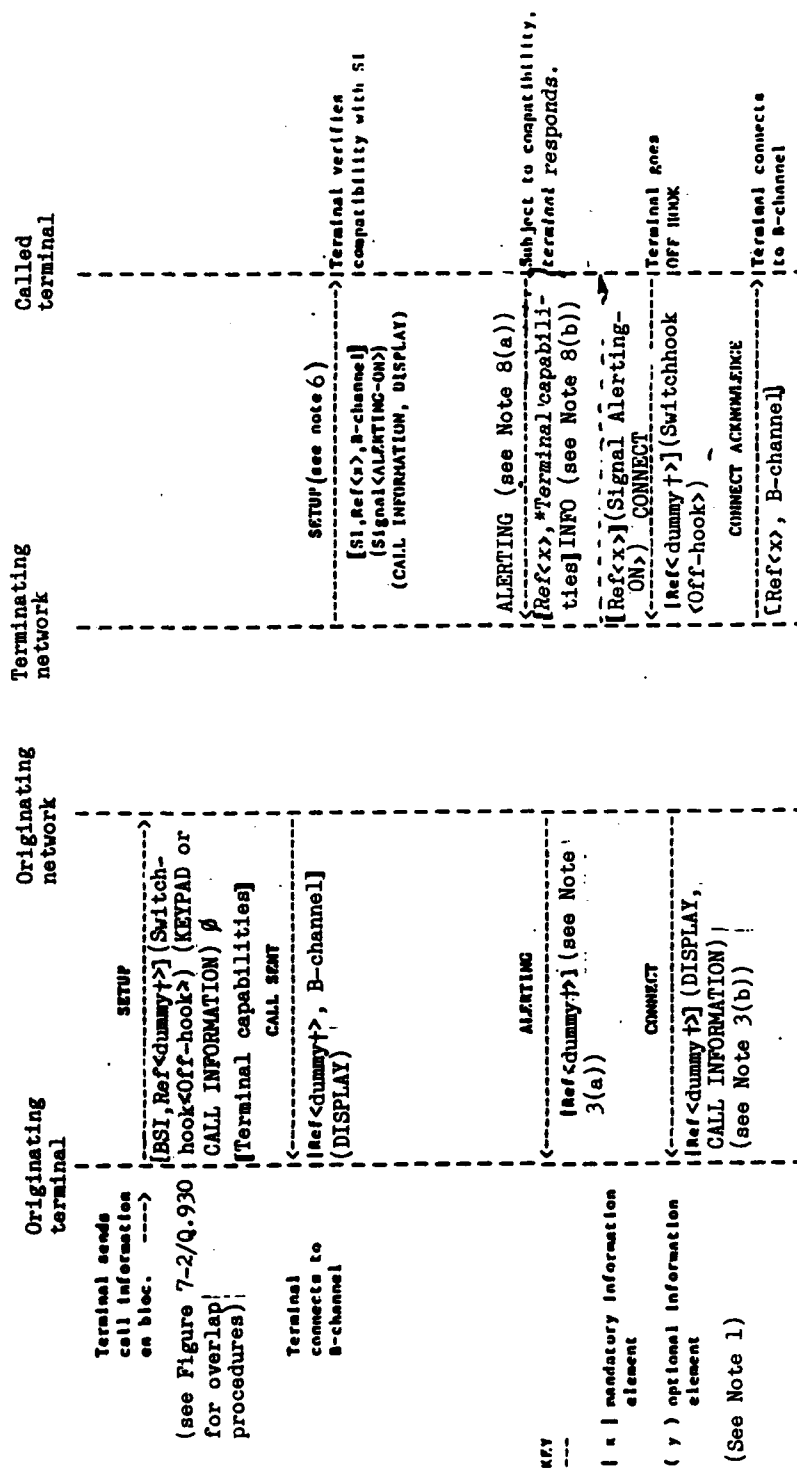 Originating terminal
Originating network
Terminating network
Called terminal
Terminal sends
call information
en bloc. ---->
(see Figure 7-2/Q.930
for overlap
procedures)
SETUP
[BSI,Ref<dummy†>](Switch-
hook<Off-hook>) (KEYPAD or
CALL INFORMATION) ø
[Terminal capabilities]
CALL SENT
Terminal
connects to
B-channel
[Ref<dummy†>, B-channel]
(DISPLAY)
SETUP(see note 6)
[SI,Ref<x>,B-channel]
(Signal<ALERTING-ON>)
(CALL INFORMATION, DISPLAY)
Terminal verifies
compatibility with SI
ALERTING
[Ref<dummy†>](see Note
3(a))
ALERTING (see Note 8(a))
[Ref<x>,*Terminal capabili-
ties]INFO (see Note 8(b))
Subject to compatibility,
terminal responds.
[Ref<x>](Signal Alerting-
ON>) CONNECT
CONNECT
[Ref<dummy†>](DISPLAY,
CALL INFORMATION)
(see Note 3(b))
[Ref<dummy†>](Switchhook
<Off-hook>)
Terminal goes
OFF HOOK
CONNECT ACKNOWLEDGE
[Ref<x>, B-channel]
Terminal connects
to B-channel
KEY
---
[ x ] mandatory information
element
( y ) optional information
element
(See Note 1)